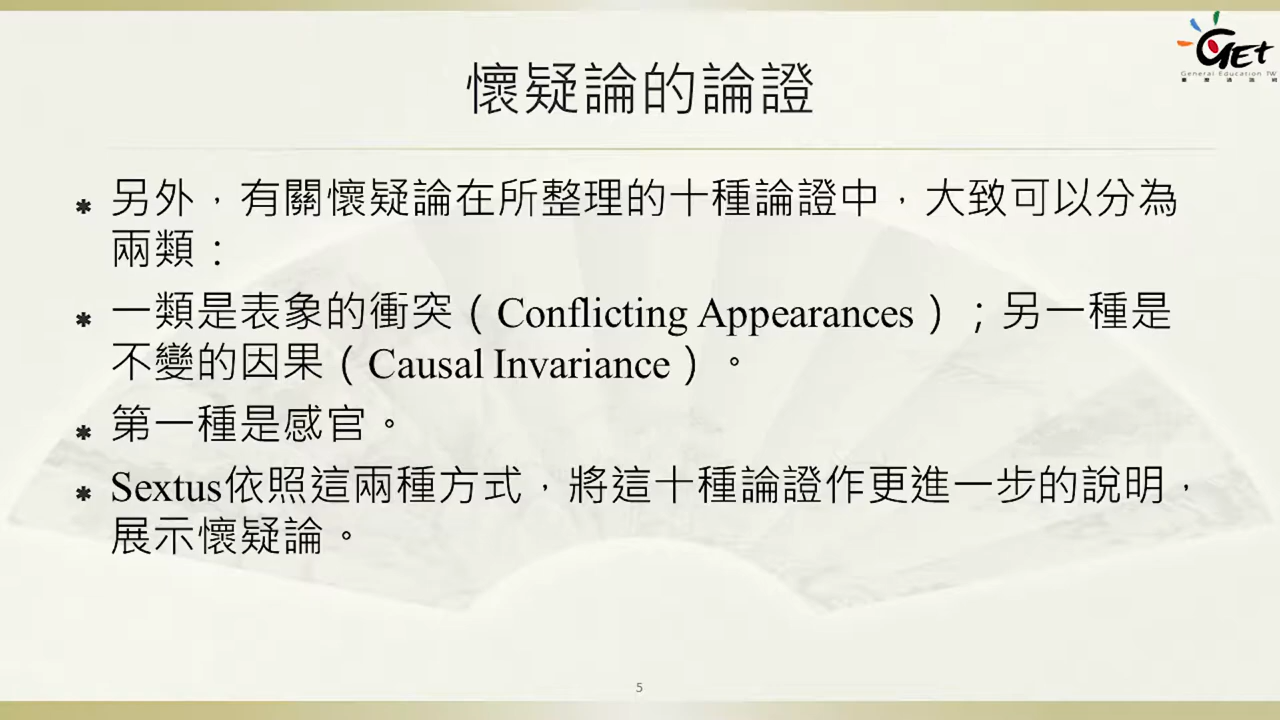 GEt
General Education TW
懷疑論的論證
另外，有關懷疑論在所整理的十種論證中，大致可以分為
兩類：
一類是表象的衝突（Conflicting Appearances）；另一種是
不變的因果（Causal Invariance）。
第一種是感官。
Sextus依照這兩種方式，將這十種論證作更進一步的說明，
展示懷疑論。
5